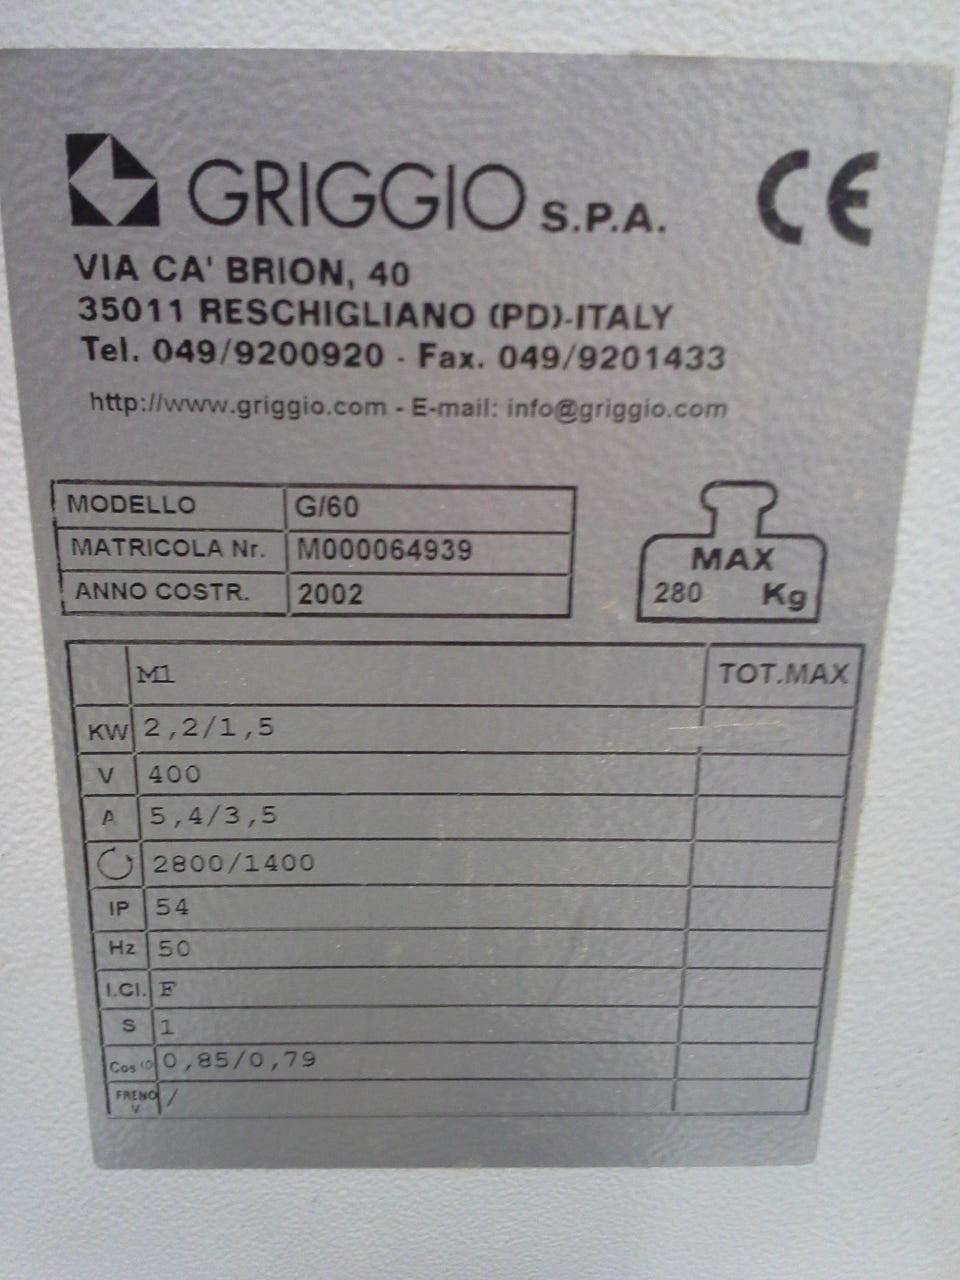 GRIGGIO S.P.A. CE
VIA CA' BRION, 40
35011 RESCHIGLIANO (PD)-ITALY
Tel. 049/9200920 - Fax. 049/9201433
http://www.griggio.com - E-mail: info@griggio.com
MODELLO G/60
MATRICOLA Nr. M000064939
ANNO COSTR. 2002
MAX
280 Kg
M1 TOT.MAX
KW 2,2/1,5
V 400
A 5,4/3,5
2800/1400
IP 54
Hz 50
I.Cl. F
S 1
Cosφ 0,85/0,79
FRENO V /